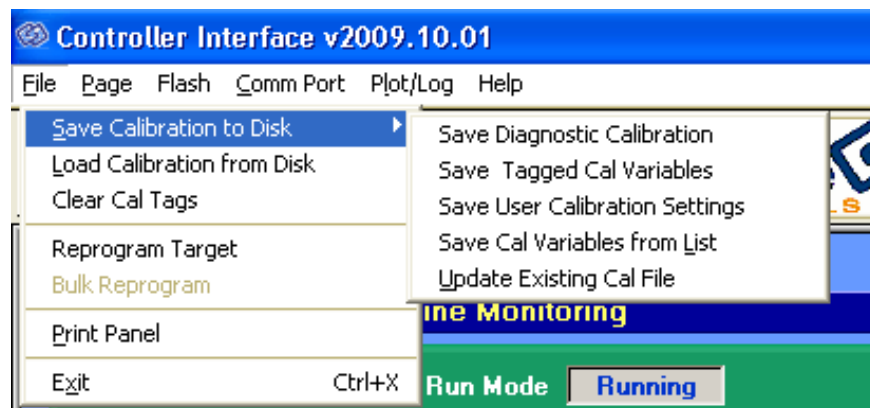 Controller Interface v2009.10.01
File Page Flash Comm Port Plot/Log Help
Save Calibration to Disk
Load Calibration from Disk
Clear Cal Tags
Reprogram Target
Bulk Reprogram
Print Panel
Exit Ctrl+X
Save Diagnostic Calibration
Save Tagged Cal Variables
Save User Calibration Settings
Save Cal Variables from List
Update Existing Cal File
ine Monitoring
Run Mode Running